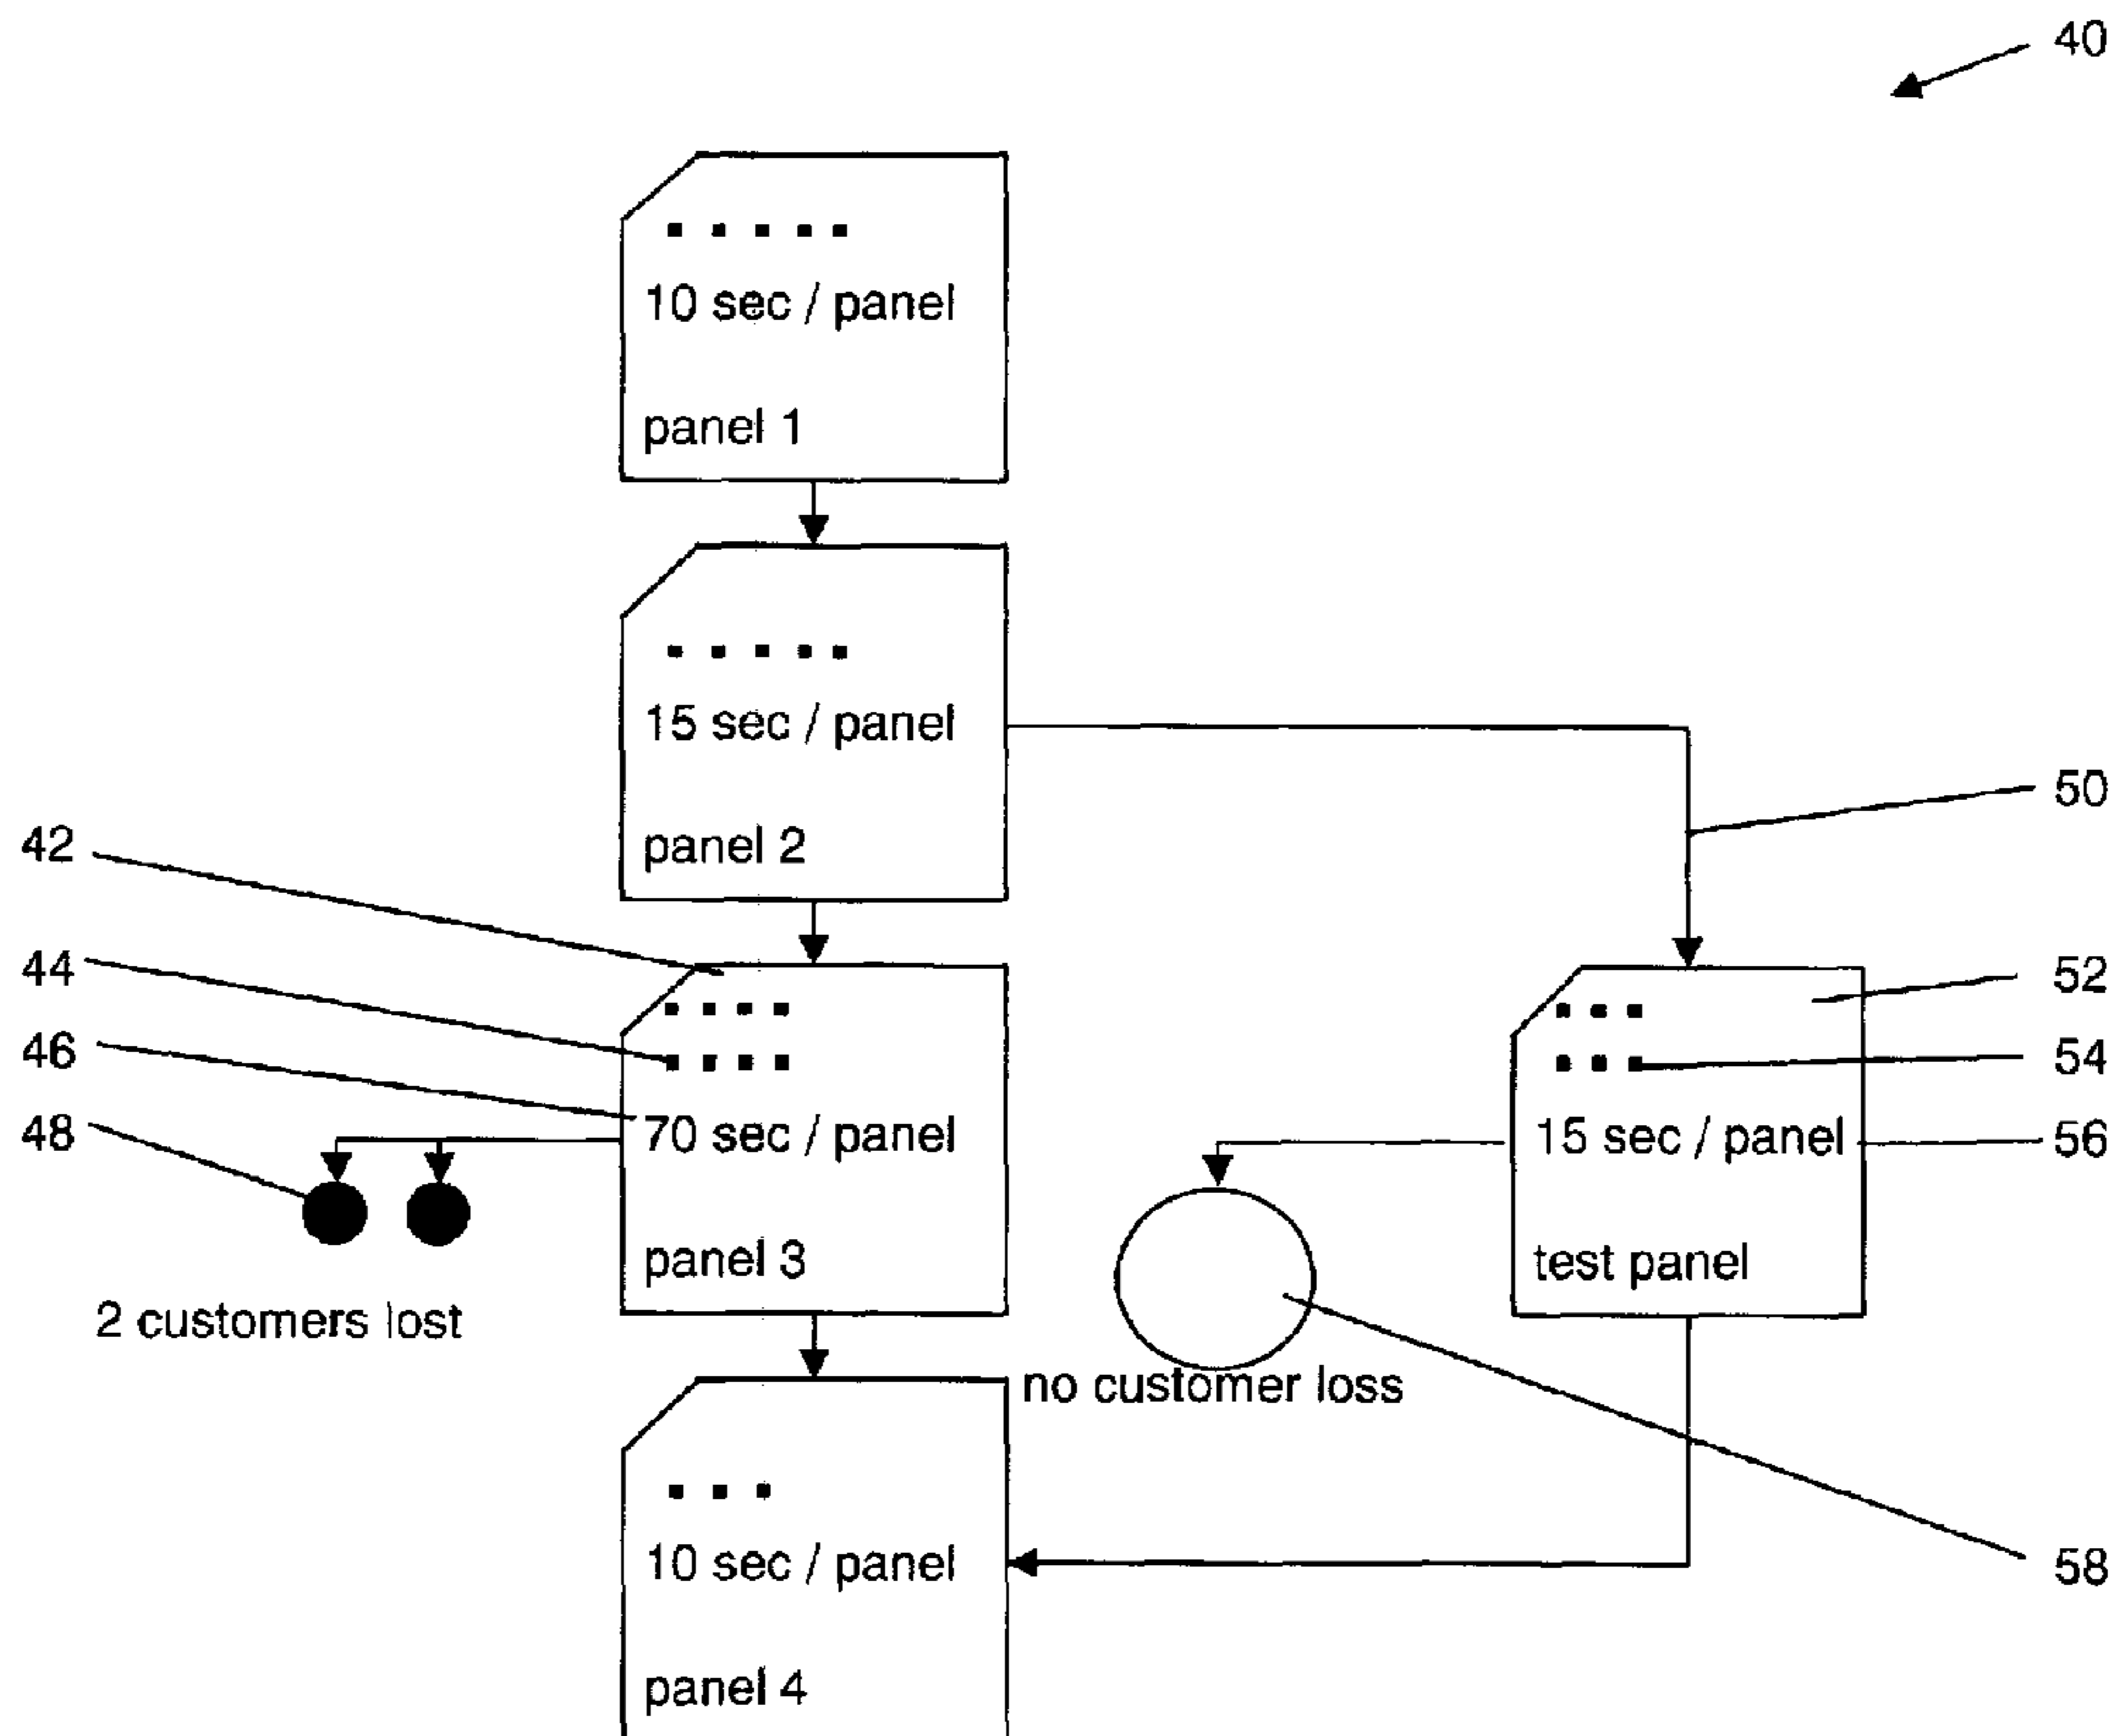 40
10 sec / panel
panel 1
15 sec / panel
panel 2
50
42
44
46
48
52
54
56
70 sec / panel
15 sec / panel
panel 3
test panel
2 customers lost
no customer loss
10 sec / panel
58
panel 4